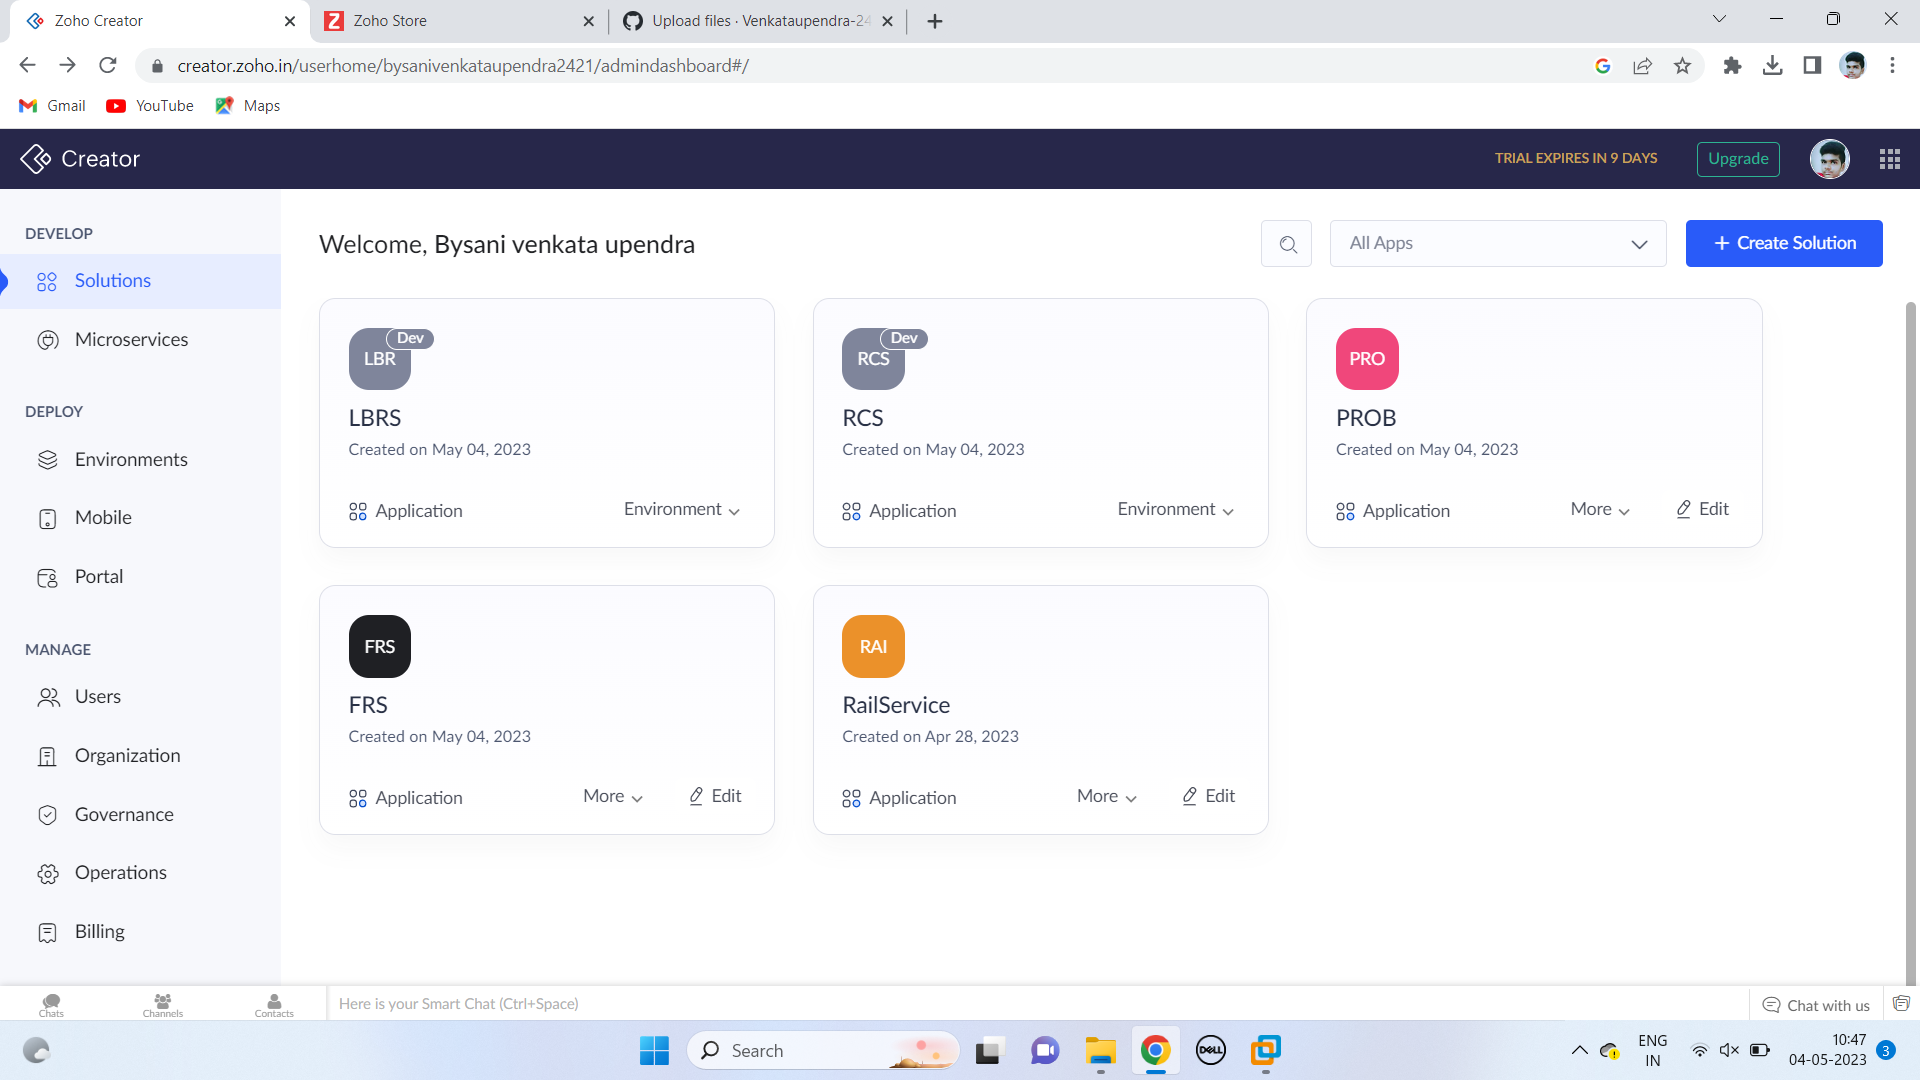 Zoho Creator
Zoho Store
Upload files · Venkataupendra-24
creator.zoho.in/userhome/bysanivenkataupendra2421/admindashboard#/
Gmail
YouTube
Maps
Creator
TRIAL EXPIRES IN 9 DAYS
Upgrade
DEVELOP
Solutions
Microservices
DEPLOY
Environments
Mobile
Portal
MANAGE
Users
Organization
Governance
Operations
Billing
Welcome, Bysani venkata upendra
All Apps
+ Create Solution
Dev
LBR
LBRS
Created on May 04, 2023
Application
Environment
Dev
RCS
RCS
Created on May 04, 2023
Application
Environment
PRO
PROB
Created on May 04, 2023
Application
More
Edit
FRS
FRS
Created on May 04, 2023
Application
More
Edit
RAI
RailService
Created on Apr 28, 2023
Application
More
Edit
Chats
Channels
Contacts
Here is your Smart Chat (Ctrl+Space)
Chat with us
Search
DELL
ENG
IN
10:47
04-05-2023
3